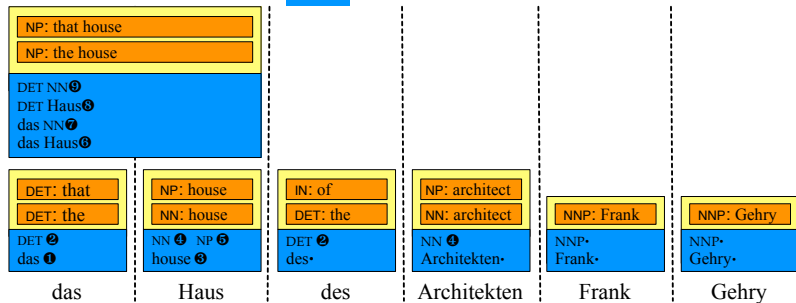 NP: that house
NP: the house
DET NN❾
DET Haus❽
das NN❼
das Haus❻
DET: that
DET: the
DET ❷
das ❶
NP: house
NN: house
NN ❹ NP ❺
house ❸
IN: of
DET: the
DET ❷
des•
NP: architect
NN: architect
NN ❹
Architekten•
NNP: Frank
NNP•
Frank•
NNP: Gehry
NNP•
Gehry•
das Haus des Architekten Frank Gehry